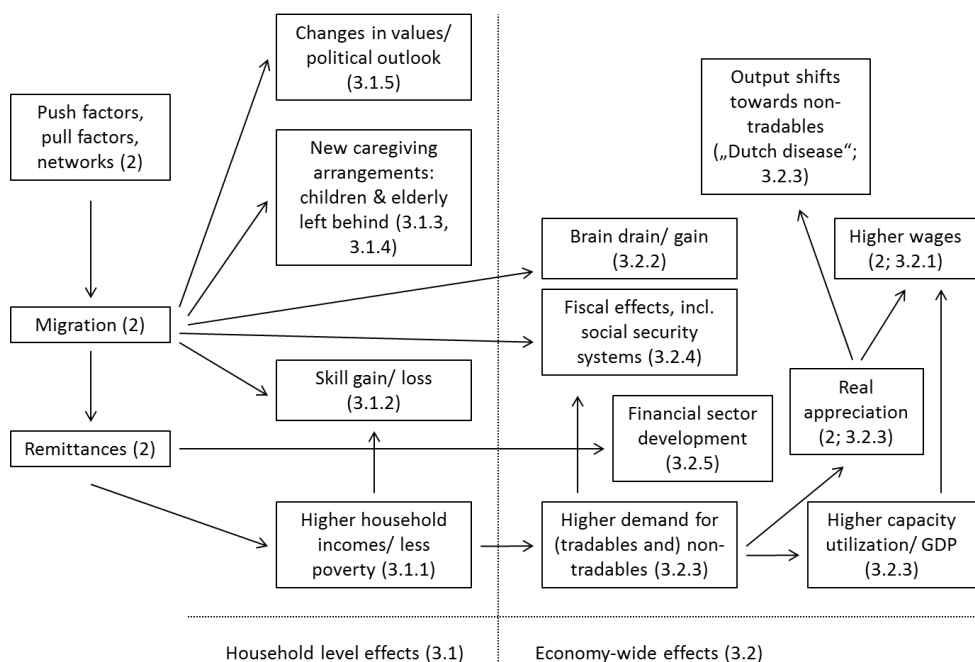 Changes in values/
political outlook
(3.1.5)
Push factors,
pull factors,
networks (2)
New caregiving
arrangements:
children & elderly
left behind (3.1.3,
3.1.4)
Output shifts
towards non-
tradables
(„Dutch disease“;
3.2.3)
Brain drain/ gain
(3.2.2)
Higher wages
(2; 3.2.1)
Migration (2)
Fiscal effects, incl.
social security
systems (3.2.4)
Skill gain/ loss
(3.1.2)
Real
appreciation
(2; 3.2.3)
Remittances (2)
Financial sector
development
(3.2.5)
Higher household
incomes/ less
poverty (3.1.1)
Higher demand for
(tradables and) non-
tradables (3.2.3)
Higher capacity
utilization/ GDP
(3.2.3)
Household level effects (3.1)
Economy-wide effects (3.2)